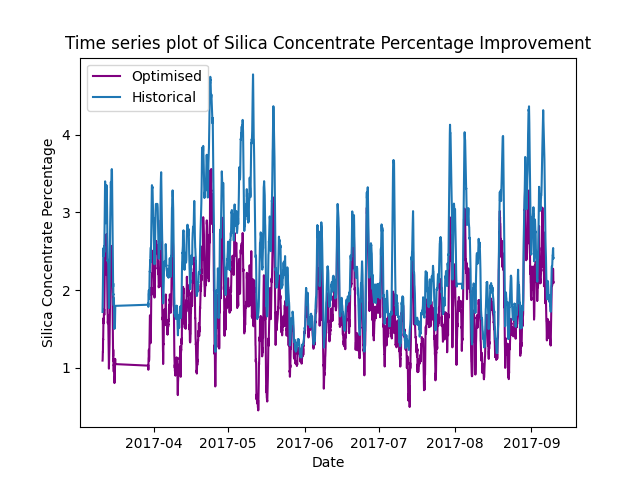 Time series plot of Silica Concentrate Percentage Improvement
Optimised
Historical
Silica Concentrate Percentage
4
3
2
1
2017-04 2017-05 2017-06 2017-07 2017-08 2017-09
Date